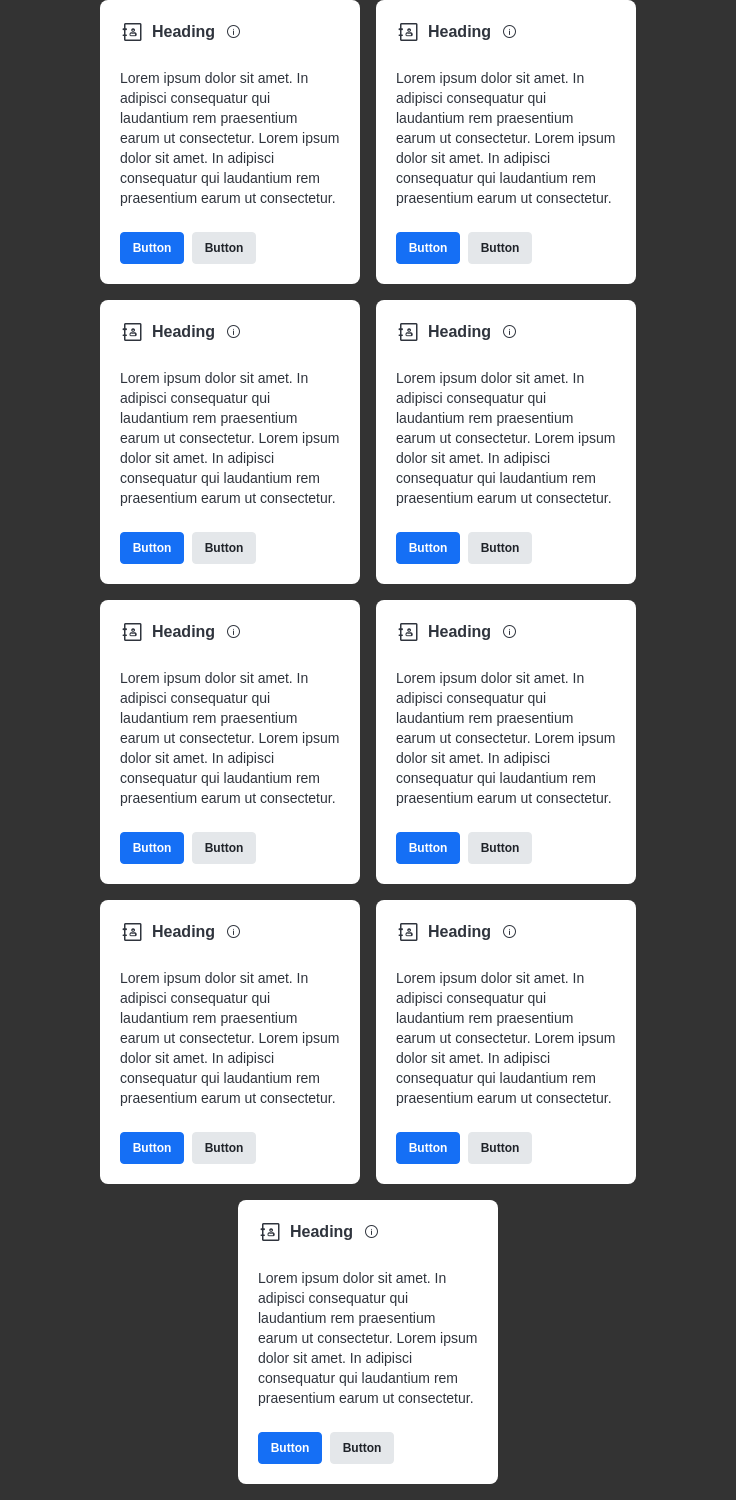 Heading
Lorem ipsum dolor sit amet. In
adipisci consequatur qui
laudantium rem praesentium
earum ut consectetur. Lorem ipsum
dolor sit amet. In adipisci
consequatur qui laudantium rem
praesentium earum ut consectetur.
Button Button
Heading
Lorem ipsum dolor sit amet. In
adipisci consequatur qui
laudantium rem praesentium
earum ut consectetur. Lorem ipsum
dolor sit amet. In adipisci
consequatur qui laudantium rem
praesentium earum ut consectetur.
Button Button
Heading
Lorem ipsum dolor sit amet. In
adipisci consequatur qui
laudantium rem praesentium
earum ut consectetur. Lorem ipsum
dolor sit amet. In adipisci
consequatur qui laudantium rem
praesentium earum ut consectetur.
Button Button
Heading
Lorem ipsum dolor sit amet. In
adipisci consequatur qui
laudantium rem praesentium
earum ut consectetur. Lorem ipsum
dolor sit amet. In adipisci
consequatur qui laudantium rem
praesentium earum ut consectetur.
Button Button
Heading
Lorem ipsum dolor sit amet. In
adipisci consequatur qui
laudantium rem praesentium
earum ut consectetur. Lorem ipsum
dolor sit amet. In adipisci
consequatur qui laudantium rem
praesentium earum ut consectetur.
Button Button
Heading
Lorem ipsum dolor sit amet. In
adipisci consequatur qui
laudantium rem praesentium
earum ut consectetur. Lorem ipsum
dolor sit amet. In adipisci
consequatur qui laudantium rem
praesentium earum ut consectetur.
Button Button
Heading
Lorem ipsum dolor sit amet. In
adipisci consequatur qui
laudantium rem praesentium
earum ut consectetur. Lorem ipsum
dolor sit amet. In adipisci
consequatur qui laudantium rem
praesentium earum ut consectetur.
Button Button
Heading
Lorem ipsum dolor sit amet. In
adipisci consequatur qui
laudantium rem praesentium
earum ut consectetur. Lorem ipsum
dolor sit amet. In adipisci
consequatur qui laudantium rem
praesentium earum ut consectetur.
Button Button
Heading
Lorem ipsum dolor sit amet. In
adipisci consequatur qui
laudantium rem praesentium
earum ut consectetur. Lorem ipsum
dolor sit amet. In adipisci
consequatur qui laudantium rem
praesentium earum ut consectetur.
Button Button